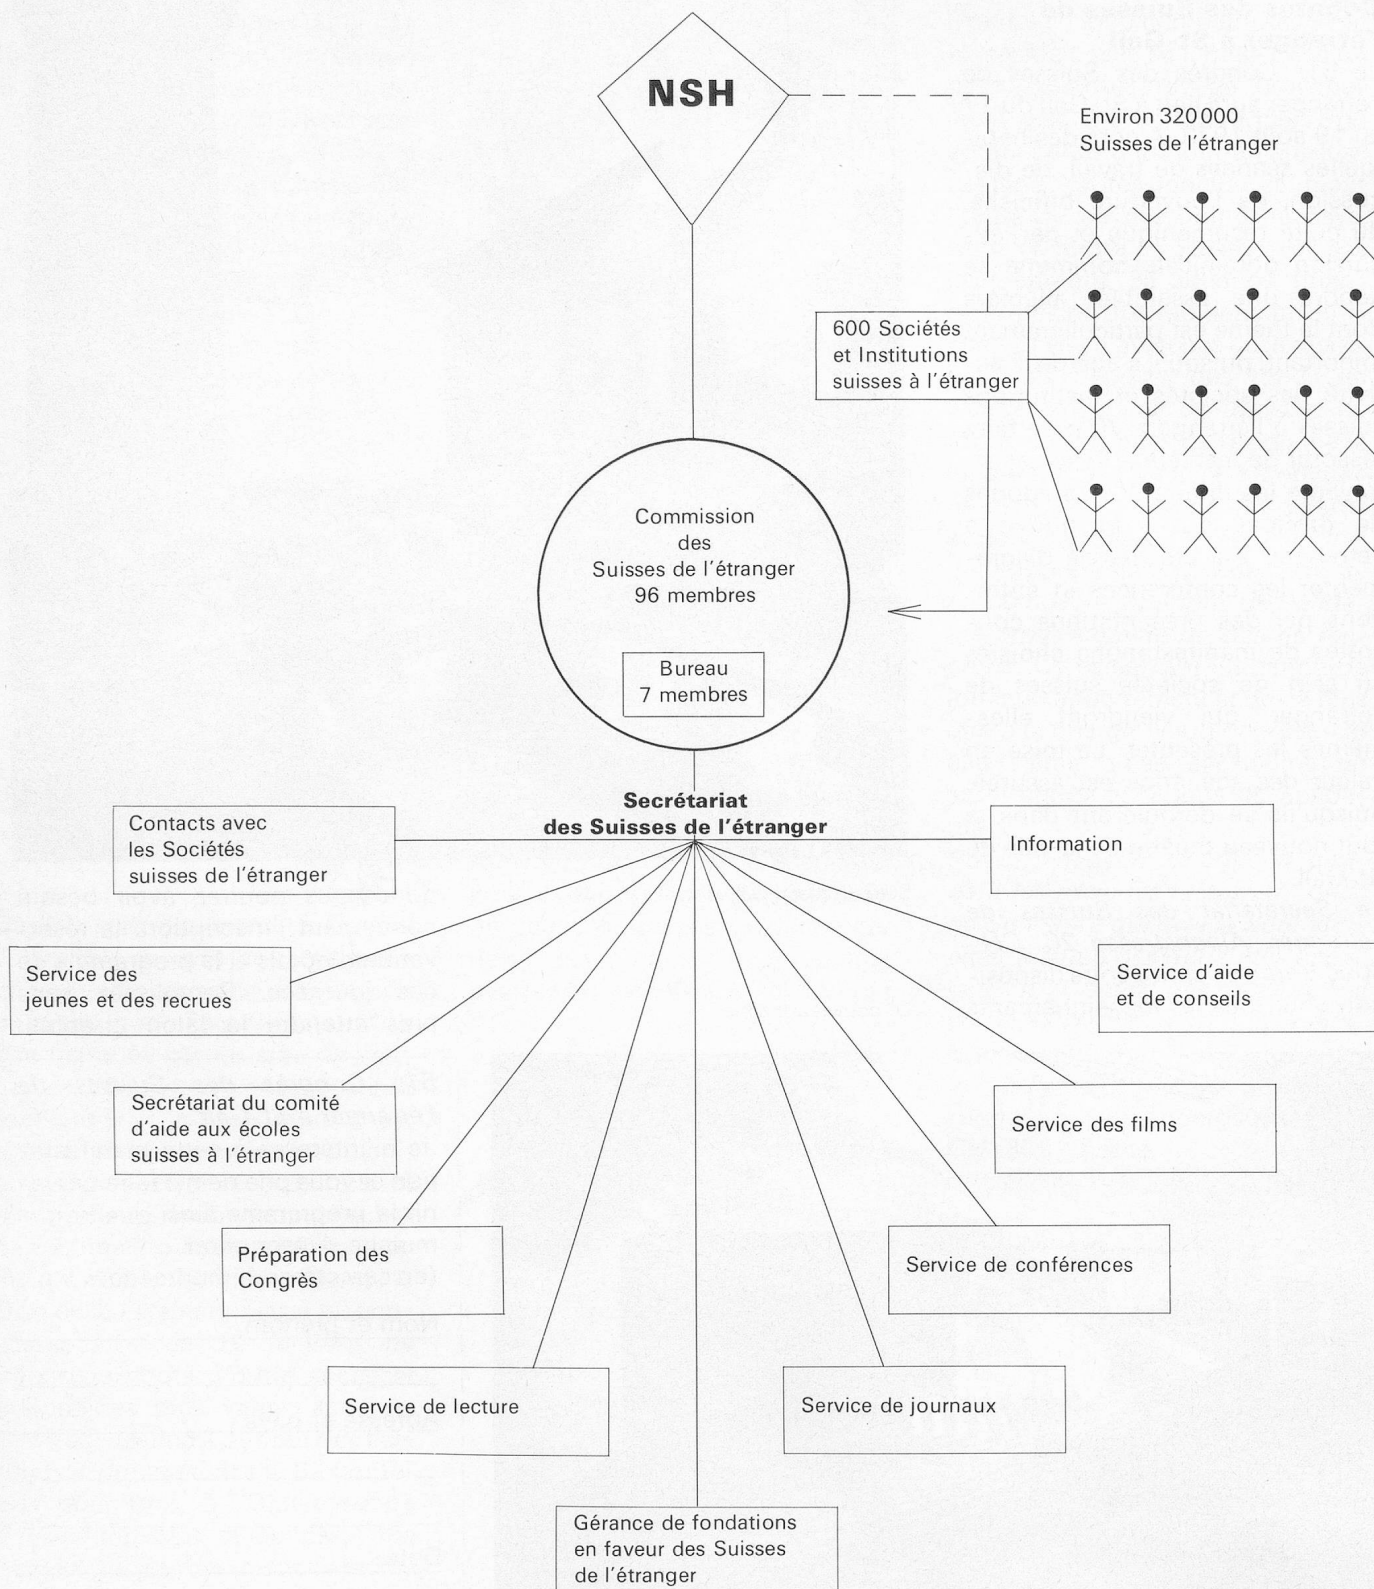 NSH
Environ 320 000
Suisses de l'étranger
600 Sociétés
et Institutions
suisses à l'étranger
Commission
des
Suisses de l'étranger
96 membres
Bureau
7 membres
Secrétariat
des Suisses de l'étranger
Contacts avec
les Sociétés
suisses de l'étranger
Information
Service des
jeunes et des recrues
Service d'aide
et de conseils
Secrétariat du comité
d'aide aux écoles
suisses à l'étranger
Service des films
Préparation des
Congrès
Service de conférences
Service de lecture
Service de journaux
Gérance de fondations
en faveur des Suisses
de l'étranger